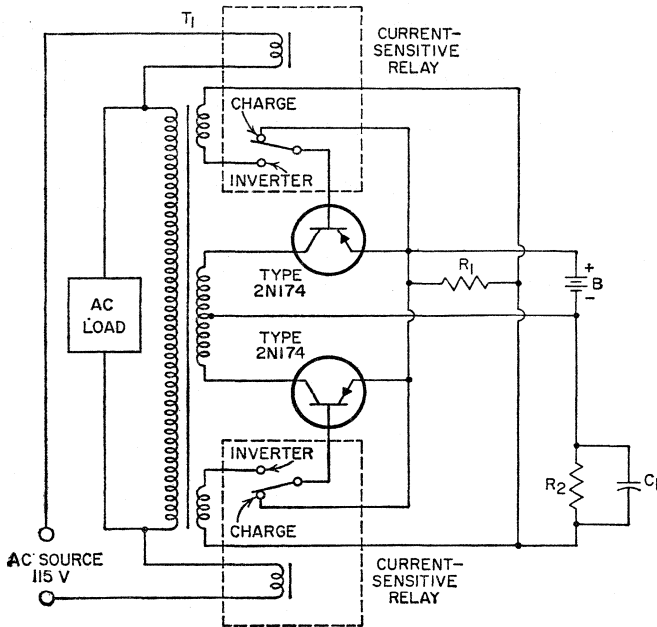 T1
CURRENT-
SENSITIVE
RELAY
CHARGE
INVERTER
TYPE
2N174
R1
+
B
−
AC
LOAD
TYPE
2N174
INVERTER
R2
C1
CHARGE
AC SOURCE
115 V
CURRENT-
SENSITIVE
RELAY